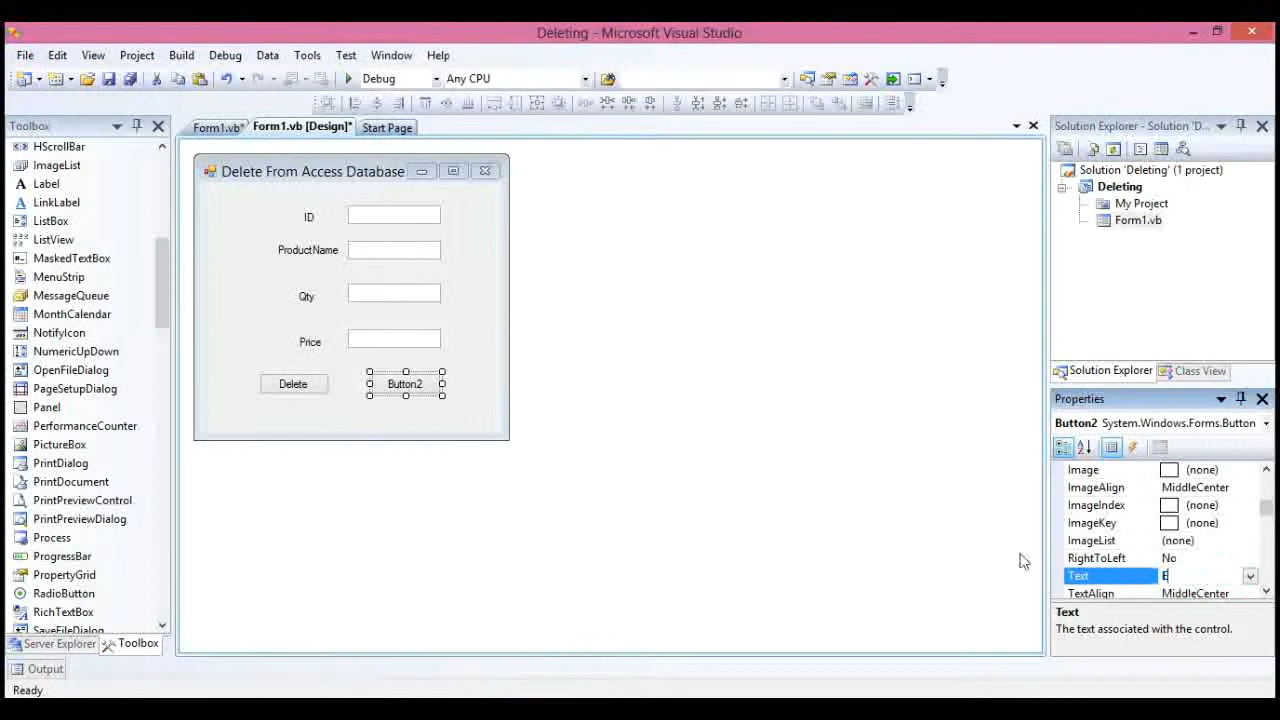 Deleting - Microsoft Visual Studio
File Edit View Project Build Debug Data Tools Test Window Help
Debug Any CPU
Toolbox
Form1.vb* Form1.vb [Design]* Start Page
Solution Explorer - Solution 'D...
HScrollBar
ImageList
Label
LinkLabel
ListBox
ListView
MaskedTextBox
MenuStrip
MessageQueue
MonthCalendar
NotifyIcon
NumericUpDown
OpenFileDialog
PageSetupDialog
Panel
PerformanceCounter
PictureBox
PrintDialog
PrintDocument
PrintPreviewControl
PrintPreviewDialog
Process
ProgressBar
PropertyGrid
RadioButton
RichTextBox
SaveFileDialog
Server Explorer Toolbox
Output
Ready
Delete From Access Database
ID
ProductName
Qty
Price
Delete Button2
Solution 'Deleting' (1 project)
Deleting
My Project
Form1.vb
Solution Explorer Class View
Properties
Button2 System.Windows.Forms.Button
Image (none)
ImageAlign MiddleCenter
ImageIndex (none)
ImageKey (none)
ImageList (none)
RightToLeft No
Text E
TextAlign MiddleCenter
Text
The text associated with the control.